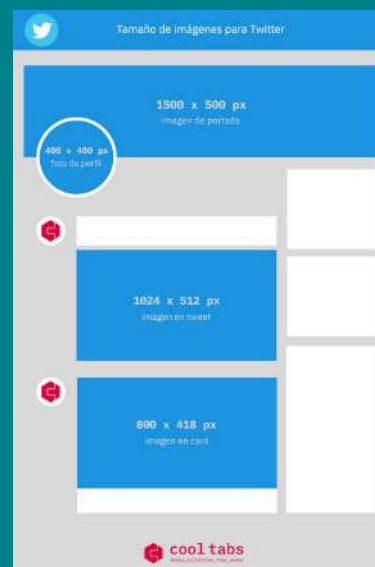 Tamaño de imágenes para Twitter
1500 x 500 px
imagen de portada
400 x 400 px
foto de perfil
1024 x 512 px
imagen en tweet
800 x 418 px
imagen en card
cool tabs